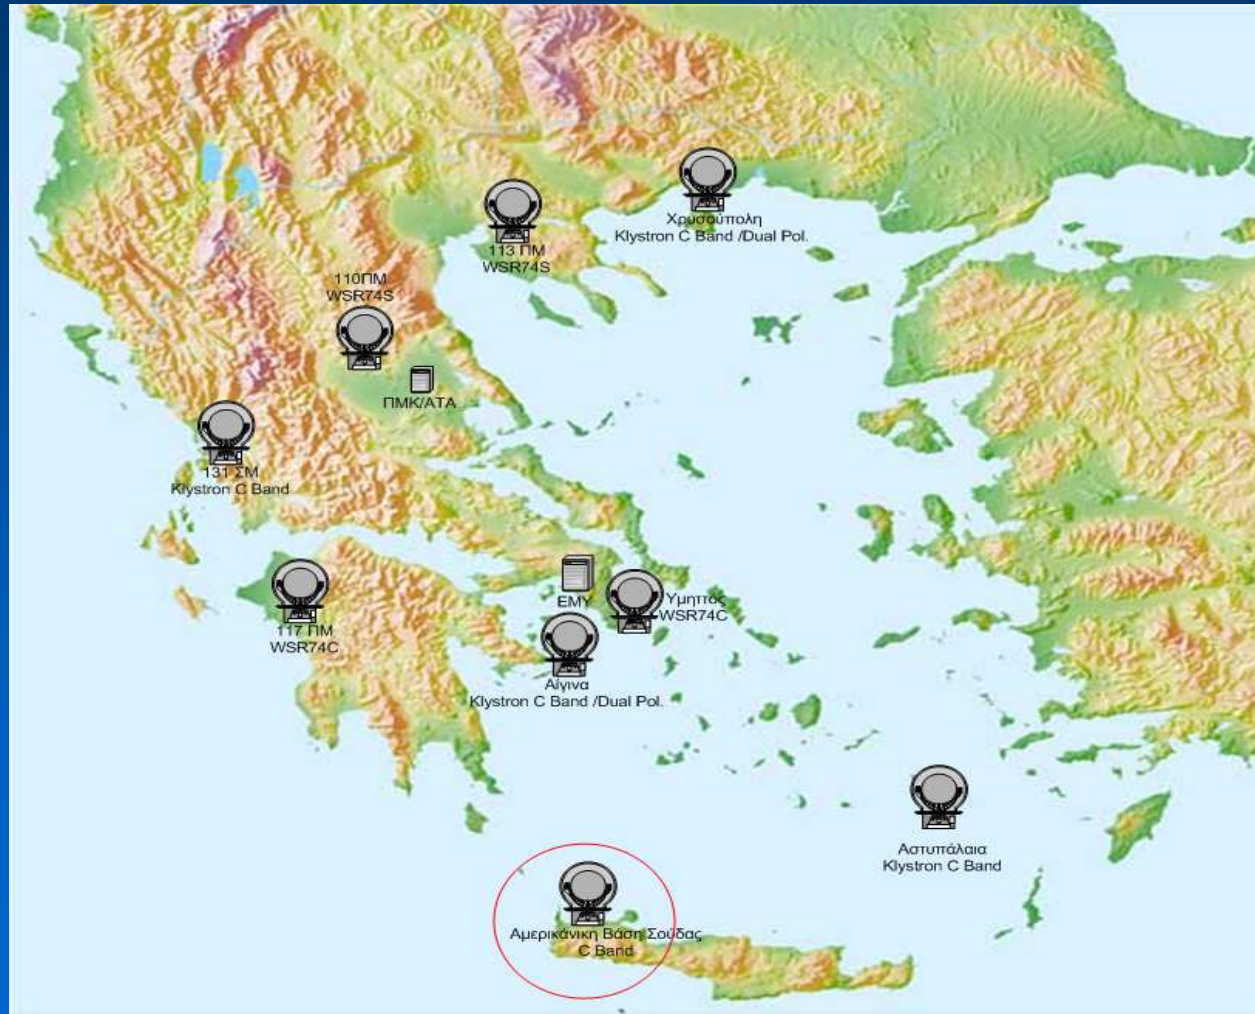 Χρυσούπολη
Klystron C Band /Dual Pol.
113 ΠΜ
WSR74S
110ΠΜ
WSR74S
ΠΜΚ/ΑΤΑ
131 ΣΜ
Klystron C Band
ΕΜΥ
Υμηττός
WSR74C
117 ΠΜ
WSR74C
Αίγινα
Klystron C Band /Dual Pol.
Αστυπάλαια
Klystron C Band
Αμερικάνικη Βάση Σούδας
C Band